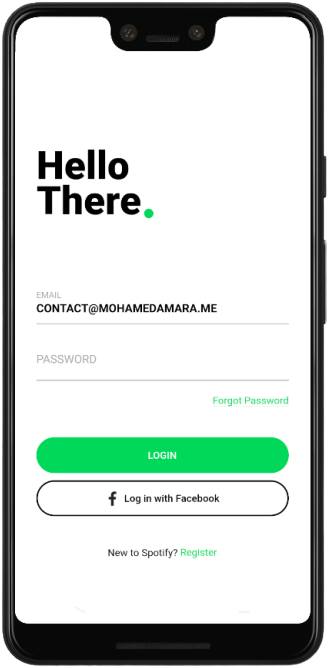 Hello
There.
EMAIL
CONTACT@MOHAMEDAMARA.ME
PASSWORD
Forgot Password
LOGIN
f Log in with Facebook
New to Spotify? Register